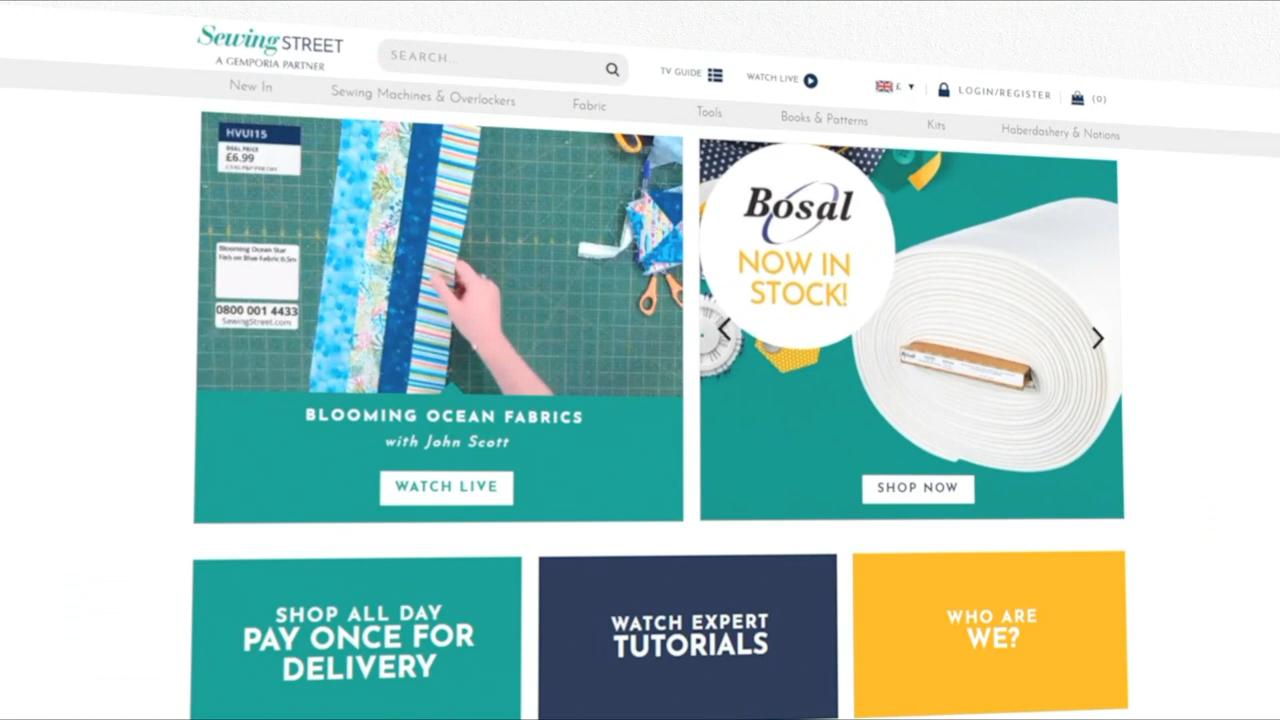 Sewing STREET
A GEMPORIA PARTNER
SEARCH...
TV GUIDE
WATCH LIVE
£
LOGIN/REGISTER
(0)
New In
Sewing Machines & Overlockers
Fabric
Tools
Books & Patterns
Kits
Haberdashery & Notions
HVUI15
DEAL PRICE
£6.99
Blooming Ocean Star
Fish on Blue Fabric 0.5m
0800 001 4433
SewingStreet.com
BLOOMING OCEAN FABRICS
with John Scott
WATCH LIVE
Bosal
NOW IN
STOCK!
SHOP NOW
SHOP ALL DAY
PAY ONCE FOR
DELIVERY
WATCH EXPERT
TUTORIALS
WHO ARE
WE?